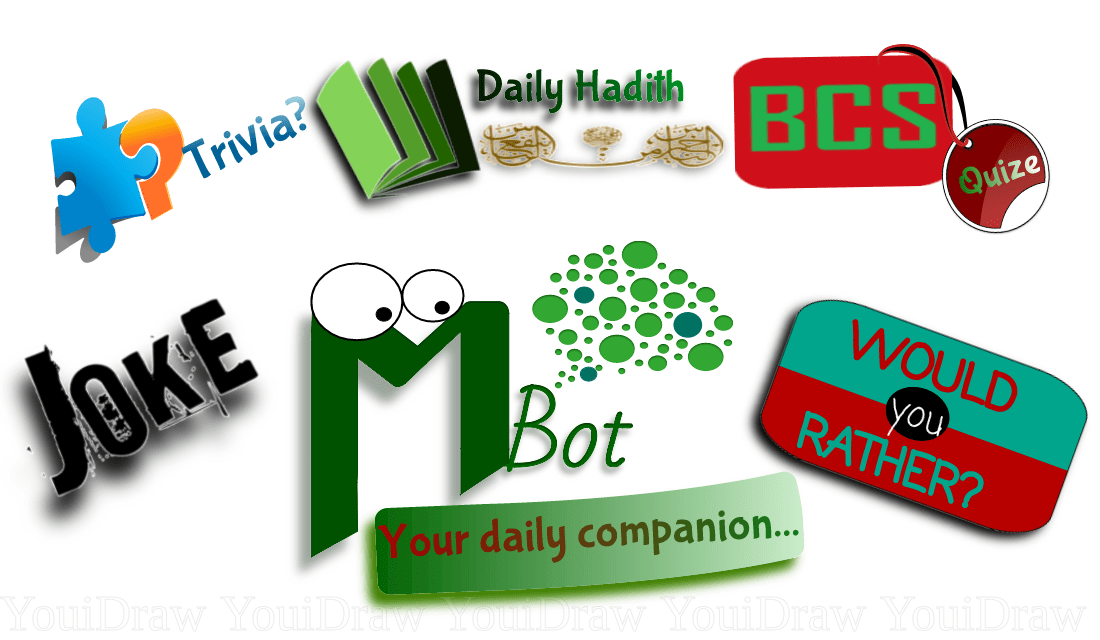 Trivia?
Daily Hadith
BCS
Quize
JOKE
M
Bot
WOULD
you
RATHER?
Your daily companion...
YouiDraw YouiDraw YouiDraw YouiDraw YouiDraw